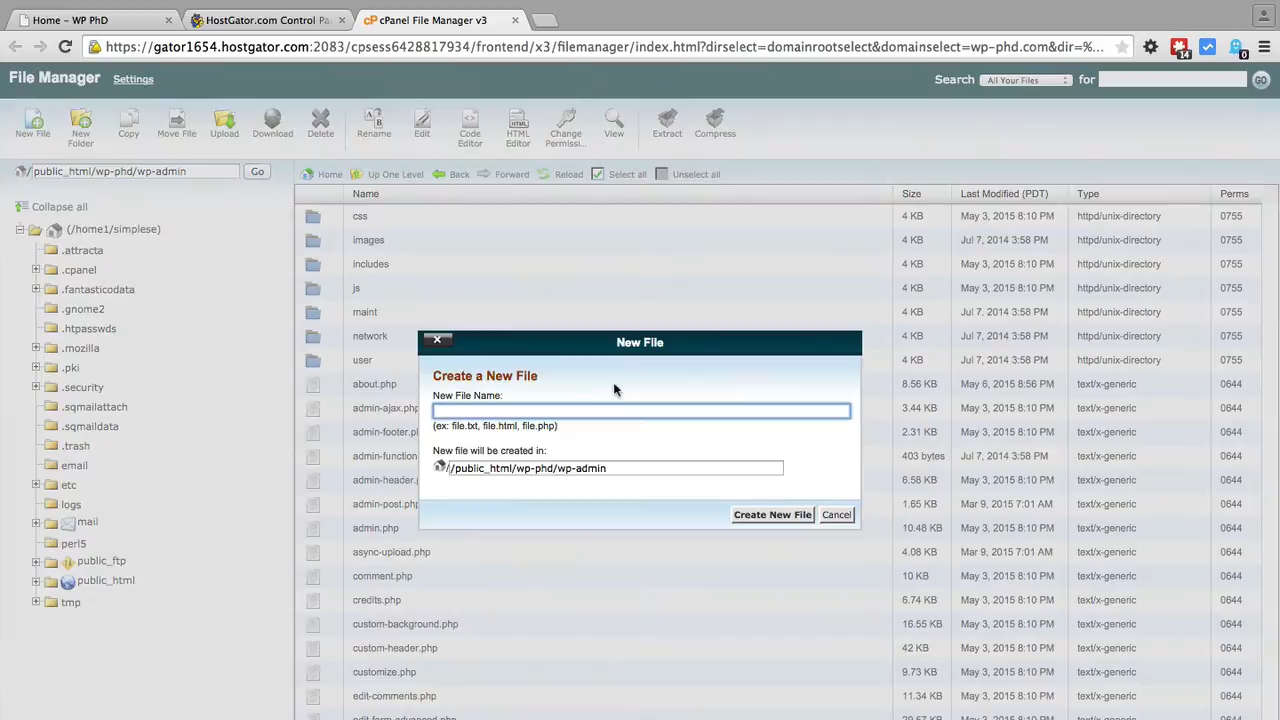 Home – WP PhD
HostGator.com Control Pa
cPanel File Manager v3
https://gator1654.hostgator.com:2083/cpsess6428817934/frontend/x3/filemanager/index.html?dirselect=domainrootselect&domainselect=wp-phd.com&dir=%...
14
0
File Manager Settings
Search All Your Files for GO
New File
New Folder
Copy
Move File
Upload
Download
Delete
Rename
Edit
Code Editor
HTML Editor
Change Permissi...
View
Extract
Compress
/ public_html/wp-phd/wp-admin Go
Home Up One Level Back Forward Reload Select all Unselect all
Collapse all
(/home1/simplese)
.attracta
.cpanel
.fantasticodata
.gnome2
.htpasswds
.mozilla
.pki
.security
.sqmailattach
.sqmaildata
.trash
email
etc
logs
mail
perl5
public_ftp
public_html
tmp
Name Size Last Modified (PDT) Type Perms
css 4 KB May 3, 2015 8:10 PM httpd/unix-directory 0755
images 4 KB Jul 7, 2014 3:58 PM httpd/unix-directory 0755
includes 4 KB May 3, 2015 8:10 PM httpd/unix-directory 0755
js 4 KB May 3, 2015 8:10 PM httpd/unix-directory 0755
maint 4 KB Jul 7, 2014 3:58 PM httpd/unix-directory 0755
network 4 KB Jul 7, 2014 3:58 PM httpd/unix-directory 0755
user 4 KB May 3, 2015 8:10 PM httpd/unix-directory 0755
about.php 8.56 KB May 6, 2015 8:56 PM text/x-generic 0644
admin-ajax.php 3.44 KB May 3, 2015 8:10 PM text/x-generic 0644
admin-footer.p 2.31 KB May 3, 2015 8:10 PM text/x-generic 0644
admin-function 403 bytes Jul 7, 2014 3:58 PM text/x-generic 0644
admin-header.p 6.58 KB May 3, 2015 8:10 PM text/x-generic 0644
admin-post.php 1.65 KB Mar 9, 2015 7:01 AM text/x-generic 0644
admin.php 10.48 KB May 3, 2015 8:10 PM text/x-generic 0644
async-upload.php 4.08 KB Mar 9, 2015 7:01 AM text/x-generic 0644
comment.php 10 KB May 3, 2015 8:10 PM text/x-generic 0644
credits.php 6.74 KB May 3, 2015 8:10 PM text/x-generic 0644
custom-background.php 16.55 KB May 3, 2015 8:10 PM text/x-generic 0644
custom-header.php 42 KB May 3, 2015 8:10 PM text/x-generic 0644
customize.php 9.73 KB May 3, 2015 8:10 PM text/x-generic 0644
edit-comments.php 11.34 KB May 3, 2015 8:10 PM text/x-generic 0644
New File
Create a New File
New File Name:
(ex: file.txt, file.html, file.php)
New file will be created in:
/ /public_html/wp-phd/wp-admin
Create New File Cancel